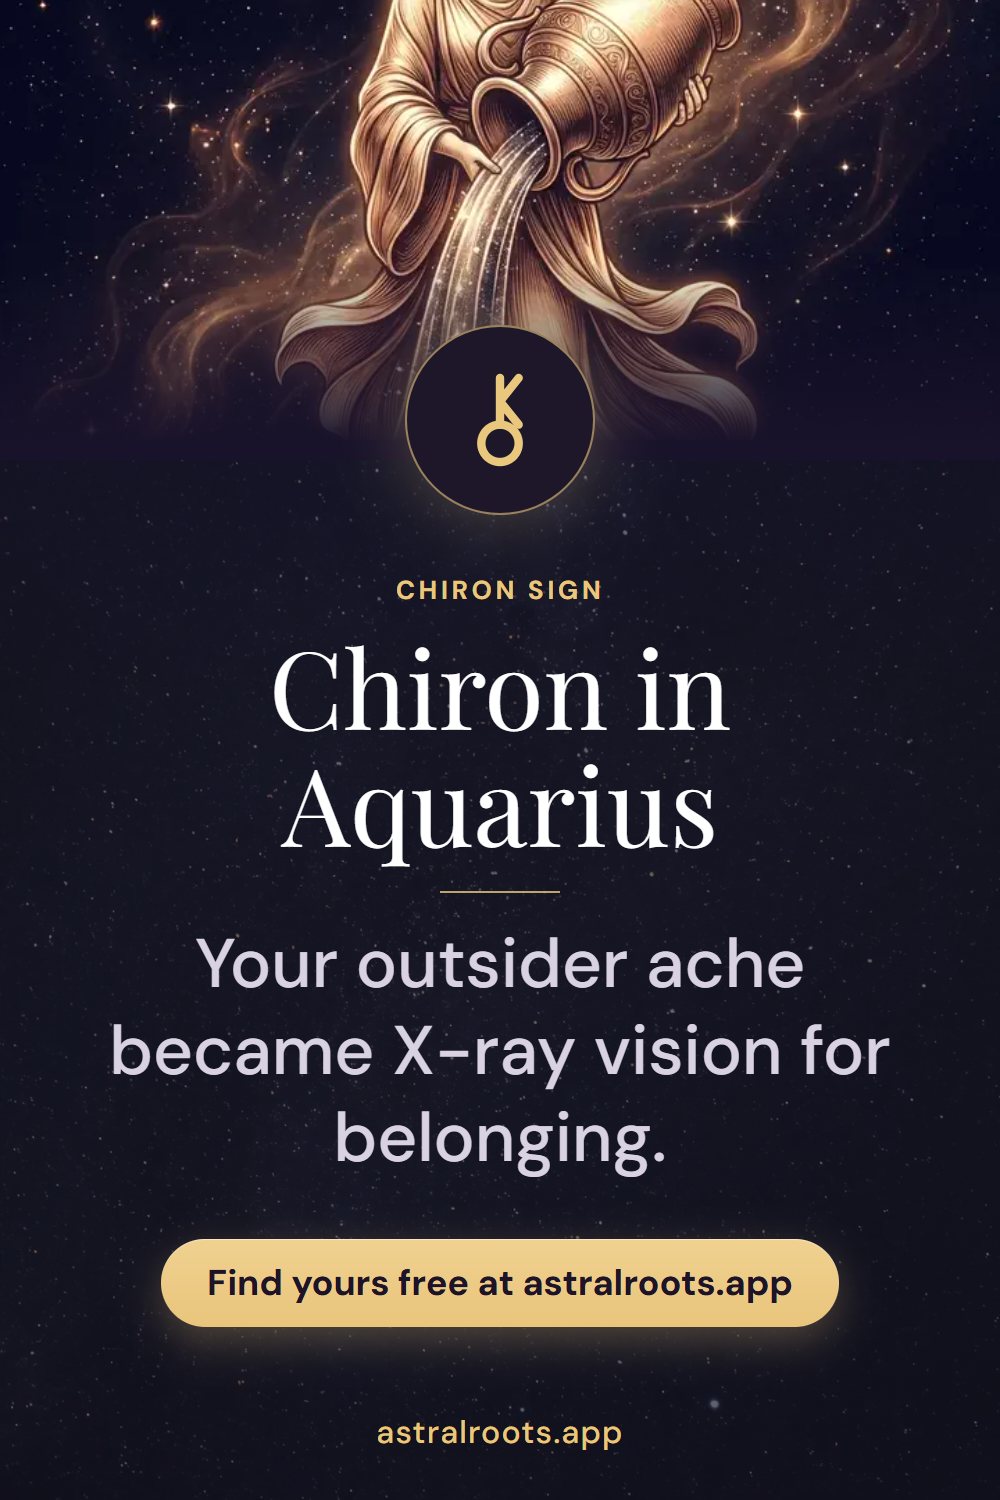 CHIRON SIGN
Chiron in
Aquarius
Your outsider ache
became X-ray vision for
belonging.
Find yours free at astralroots.app
astralroots.app